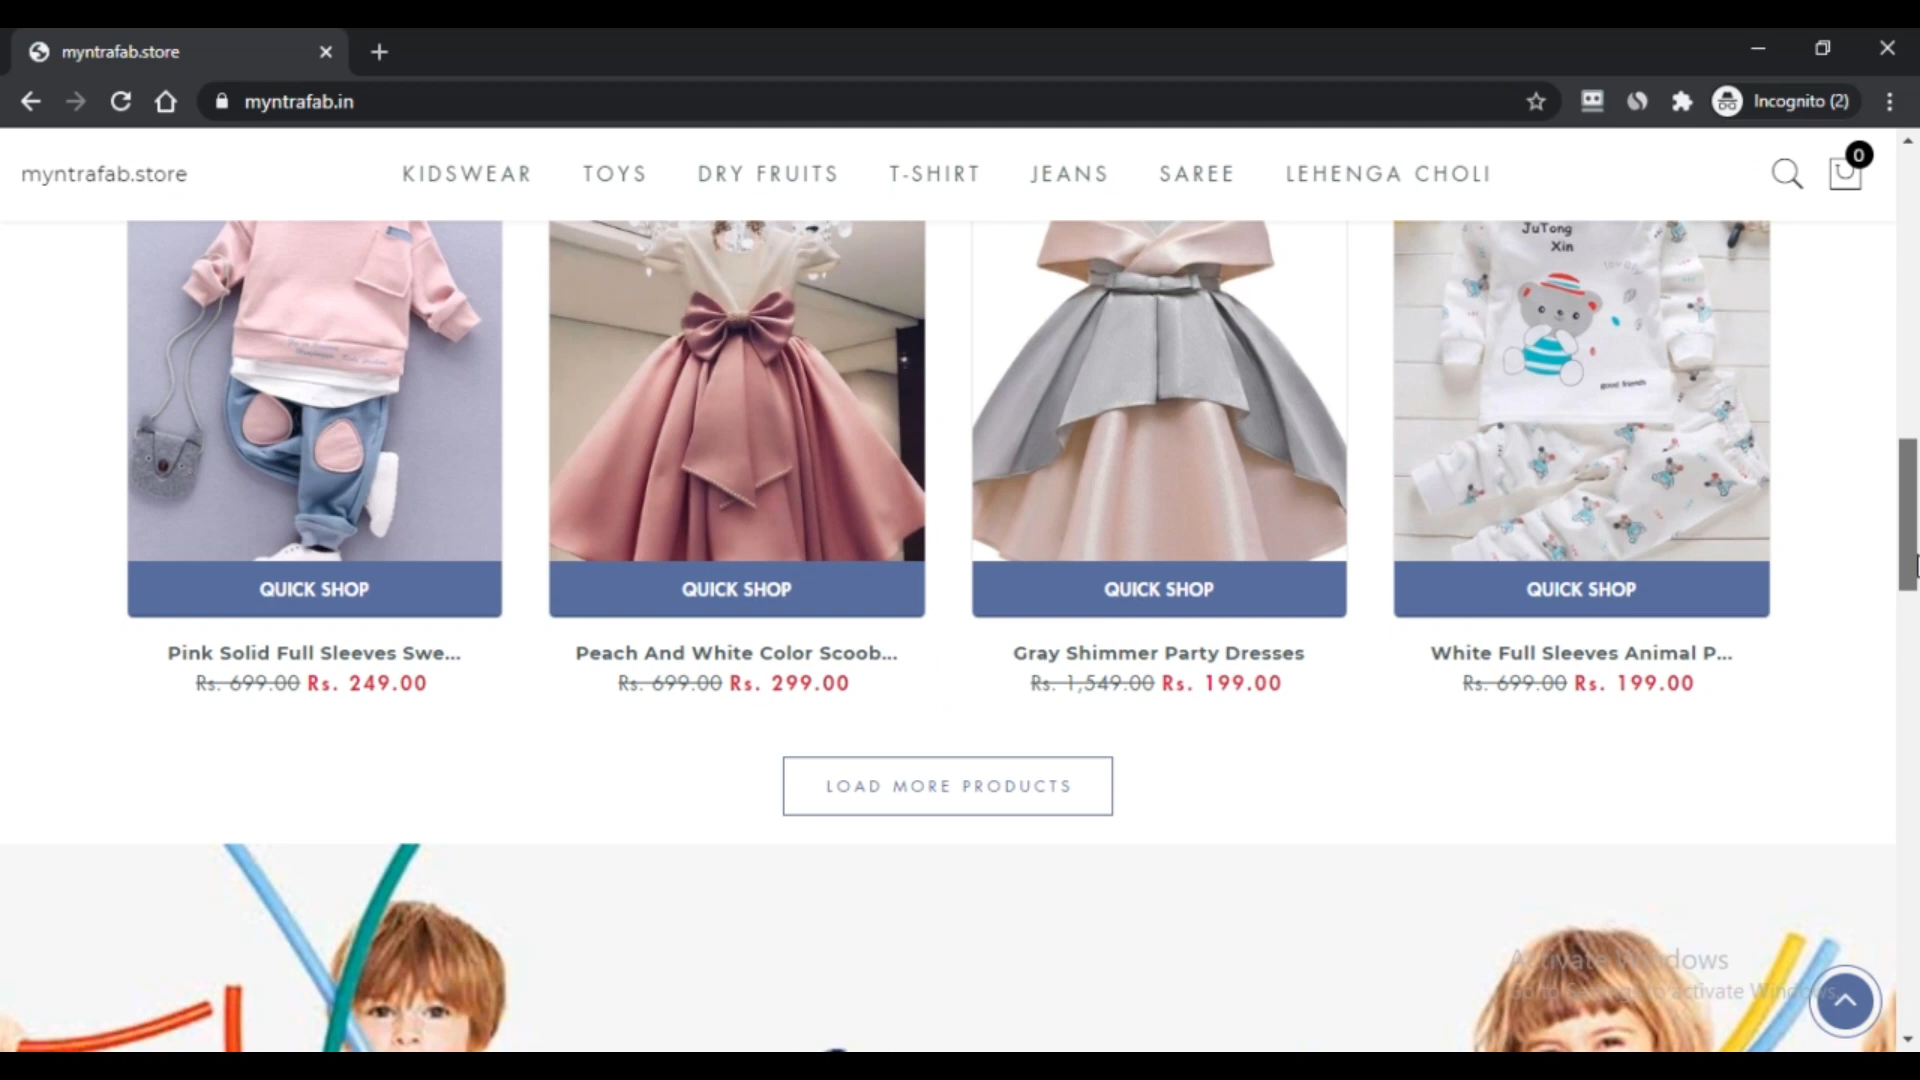 myntrafab.store
myntrafab.in
Incognito (2)
myntrafab.store
KIDSWEAR
TOYS
DRY FRUITS
T-SHIRT
JEANS
SAREE
LEHENGA CHOLI
0
JuTong
Xin
good friends
QUICK SHOP
QUICK SHOP
QUICK SHOP
QUICK SHOP
Pink Solid Full Sleeves Swe...
Rs. 699.00 Rs. 249.00
Peach And White Color Scoob...
Rs. 699.00 Rs. 299.00
Gray Shimmer Party Dresses
Rs. 1,549.00 Rs. 199.00
White Full Sleeves Animal P...
Rs. 699.00 Rs. 199.00
LOAD MORE PRODUCTS
Activate Windows
Go to Settings to activate Windows.